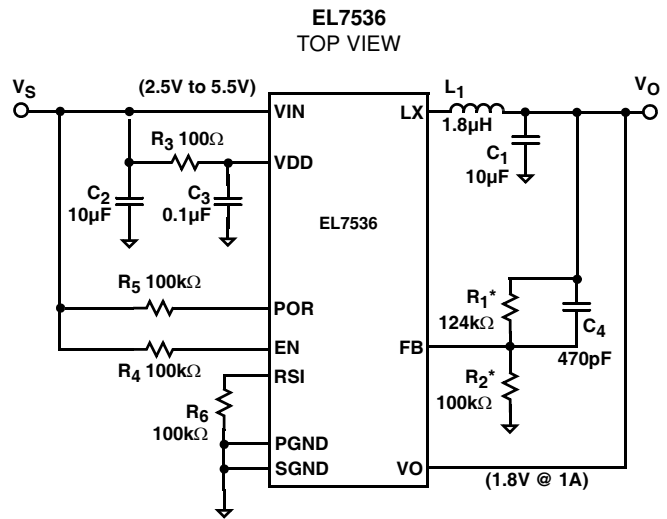 EL7536
TOP VIEW
VS
(2.5V to 5.5V)
VIN
LX
L1
1.8µH
VO
R3 100Ω
VDD
C1
10µF
C2
10µF
C3
0.1µF
EL7536
R5 100kΩ
POR
R1*
124kΩ
C4
470pF
EN
FB
R4 100kΩ
RSI
R2*
100kΩ
R6
100kΩ
PGND
SGND
VO
(1.8V @ 1A)